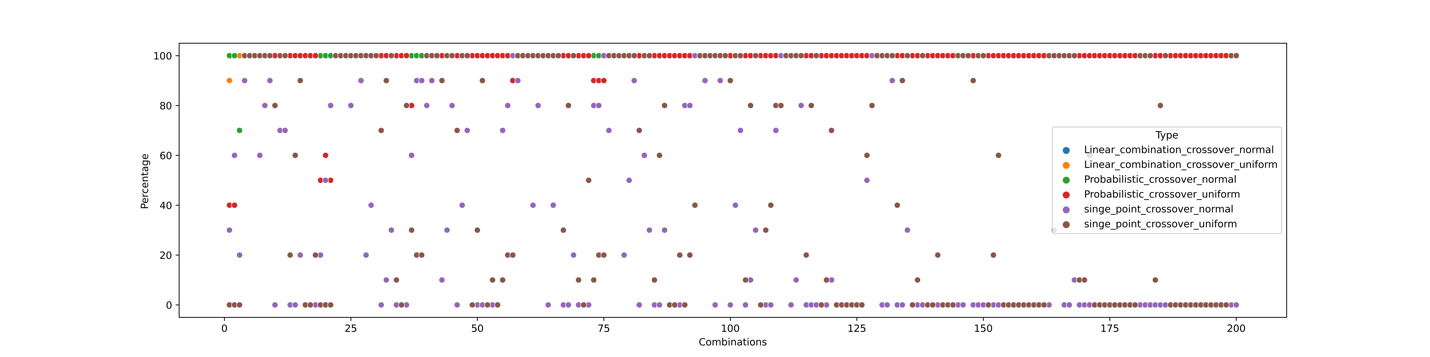 100
80
60
40
20
0
Percentage
0 25 50 75 100 125 150 175 200
Combinations
Type
Linear_combination_crossover_normal
Linear_combination_crossover_uniform
Probabilistic_crossover_normal
Probabilistic_crossover_uniform
singe_point_crossover_normal
singe_point_crossover_uniform